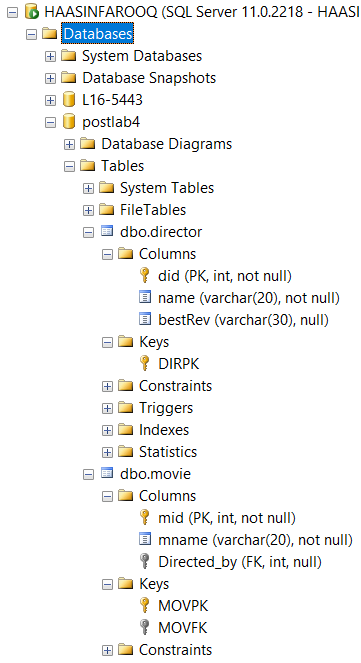 HAASINFAROOQ (SQL Server 11.0.2218 - HAASI
Databases
System Databases
Database Snapshots
L16-5443
postlab4
Database Diagrams
Tables
System Tables
FileTables
dbo.director
Columns
did (PK, int, not null)
name (varchar(20), not null)
bestRev (varchar(30), null)
Keys
DIRPK
Constraints
Triggers
Indexes
Statistics
dbo.movie
Columns
mid (PK, int, not null)
mname (varchar(20), not null)
Directed_by (FK, int, null)
Keys
MOVPK
MOVFK
Constraints